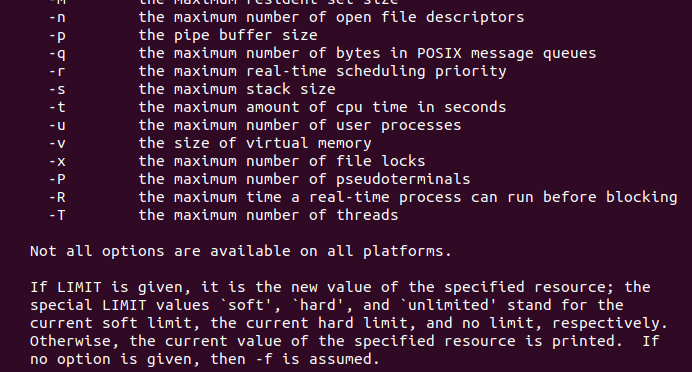 -M        the maximum resident set size
-n        the maximum number of open file descriptors
-p        the pipe buffer size
-q        the maximum number of bytes in POSIX message queues
-r        the maximum real-time scheduling priority
-s        the maximum stack size
-t        the maximum amount of cpu time in seconds
-u        the maximum number of user processes
-v        the size of virtual memory
-x        the maximum number of file locks
-P        the maximum number of pseudoterminals
-R        the maximum time a real-time process can run before blocking
-T        the maximum number of threads
Not all options are available on all platforms.
If LIMIT is given, it is the new value of the specified resource; the
special LIMIT values `soft', `hard', and `unlimited' stand for the
current soft limit, the current hard limit, and no limit, respectively.
Otherwise, the current value of the specified resource is printed.  If
no option is given, then -f is assumed.